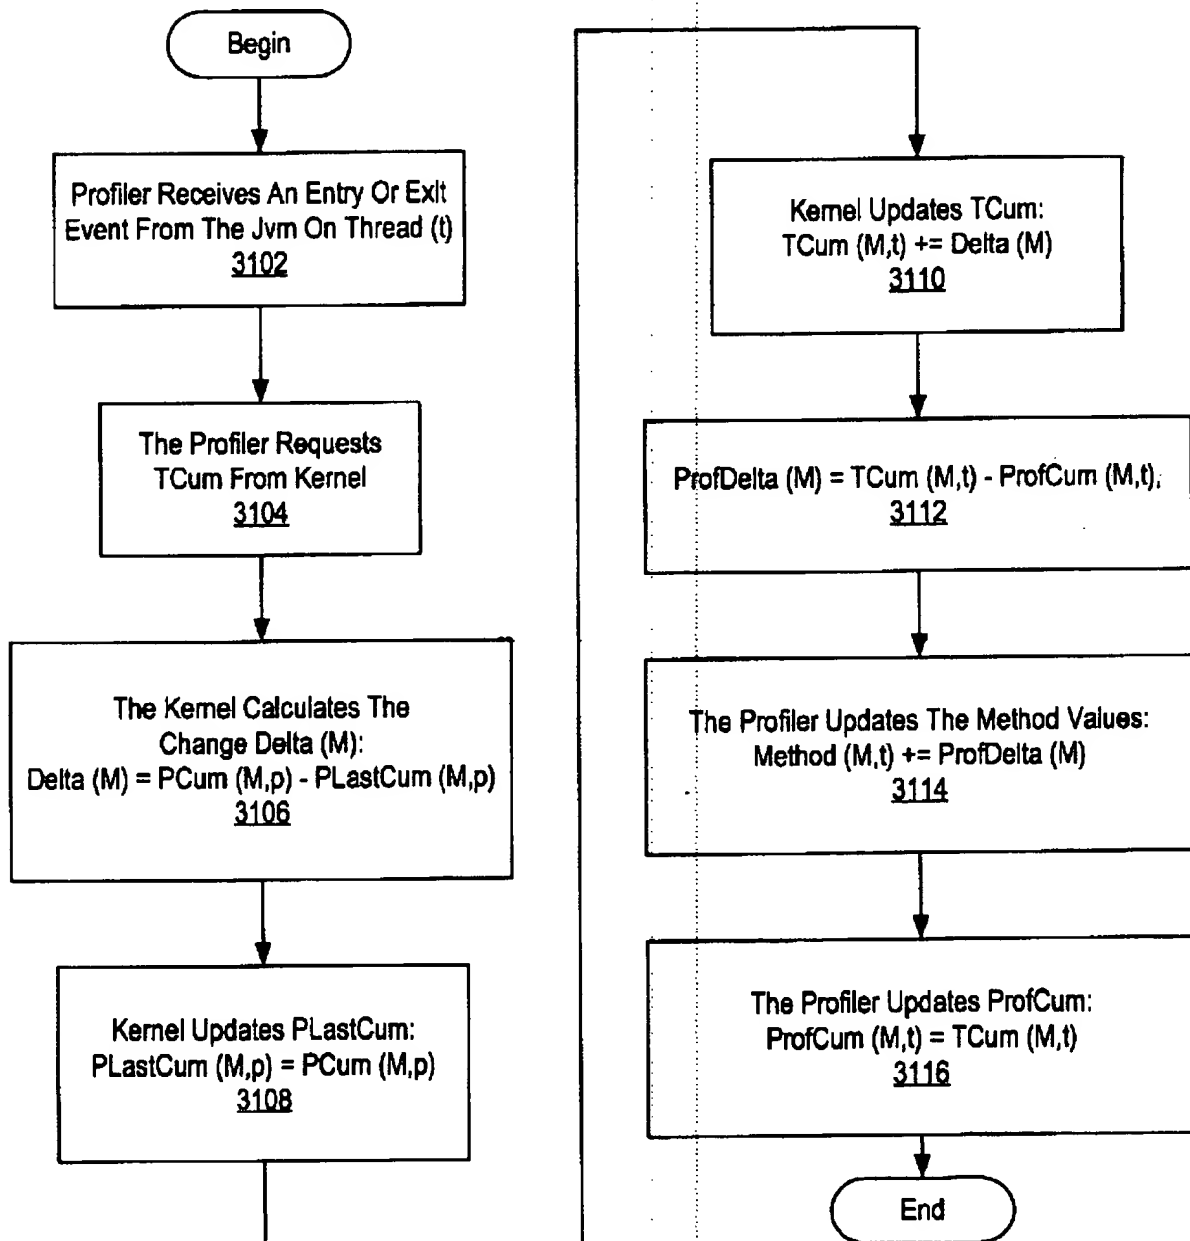 Begin
Profiler Receives An Entry Or Exit
Event From The Jvm On Thread (t)
3102
The Profiler Requests
TCum From Kernel
3104
The Kernel Calculates The
Change Delta (M):
Delta (M) = PCum (M,p) - PLastCum (M,p)
3106
Kernel Updates PLastCum:
PLastCum (M,p) = PCum (M,p)
3108
Kernel Updates TCum:
TCum (M,t) += Delta (M)
3110
ProfDelta (M) = TCum (M,t) - ProfCum (M,t).
3112
The Profiler Updates The Method Values:
Method (M,t) += ProfDelta (M)
3114
The Profiler Updates ProfCum:
ProfCum (M,t) = TCum (M,t)
3116
End